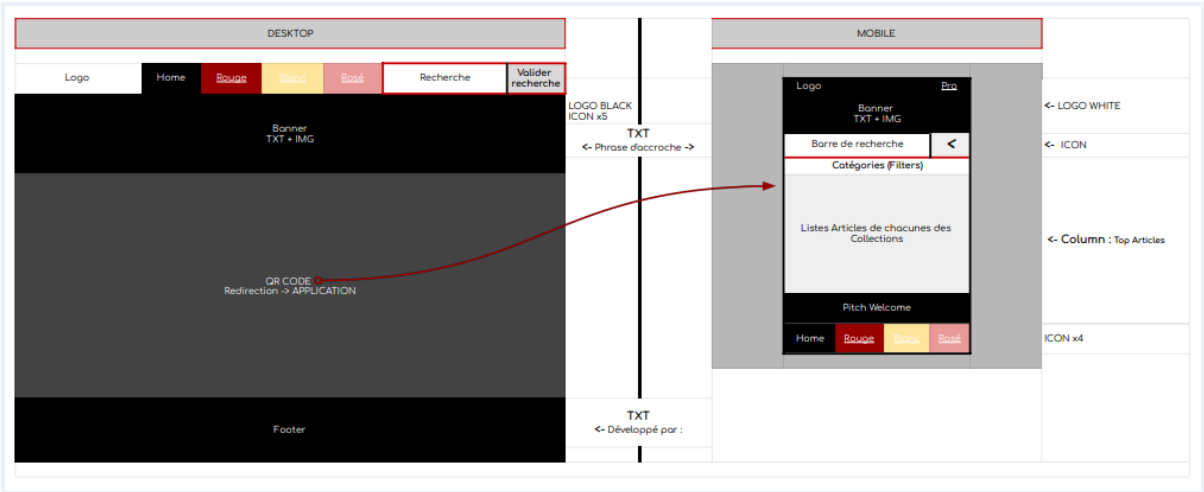 DESKTOP
MOBILE
Logo
Home
Rouge
Blanc
Rosé
Recherche
Valider
recherche
Banner
TXT + IMG
QR CODE
Redirection -> APPLICATION
Footer
LOGO BLACK
ICON x5
TXT
<- Phrase daccroche ->
TXT
<- Développé par :
Logo
Pro
Banner
TXT + IMG
Barre de recherche
<
Catégories (Filters)
Listes Articles de chacunes des
Collections
Pitch Welcome
Home
Rouge
Blanc
Rosé
<- LOGO WHITE
<- ICON
<- Column : Top Articles
ICON x4